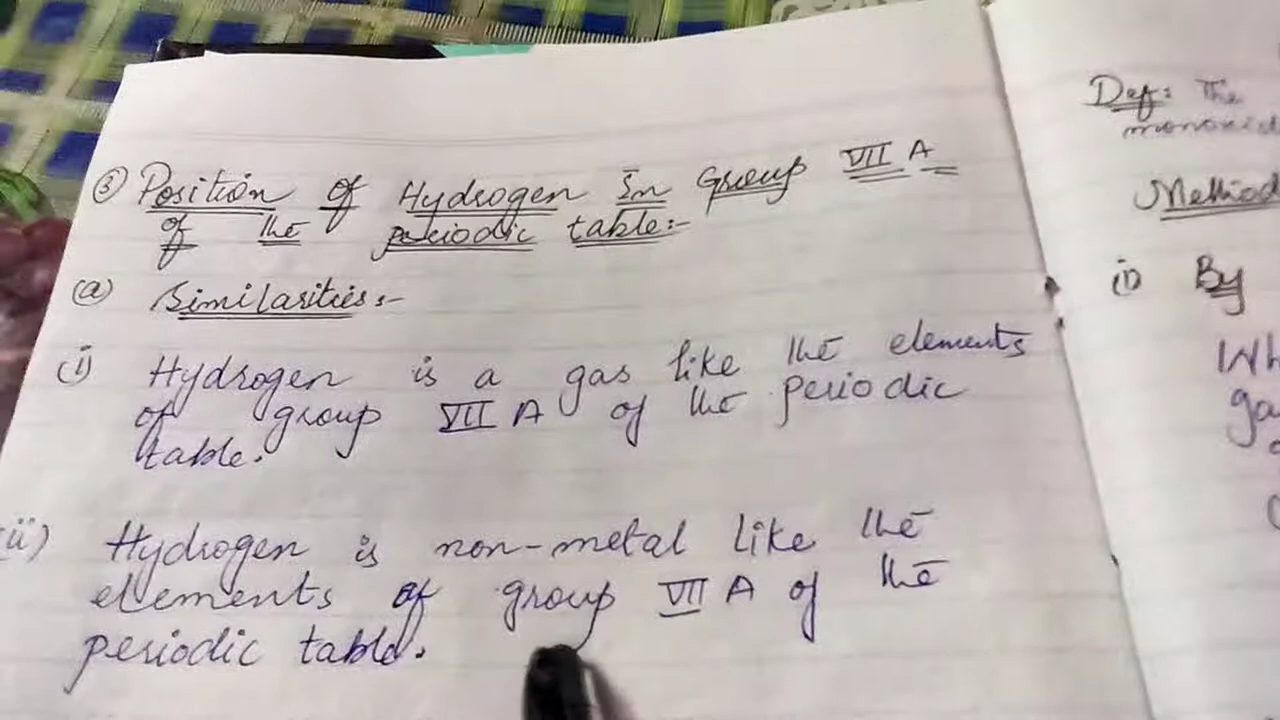 ③ Position of Hydrogen In Group VII A
of the periodic table:-
(a) Similarities:-
(i) Hydrogen is a gas like the elements
of group VII A of the periodic
table.
(ii) Hydrogen is non-metal like the
elements of group VII A of the
periodic table.
Def: The
Method
(i) By